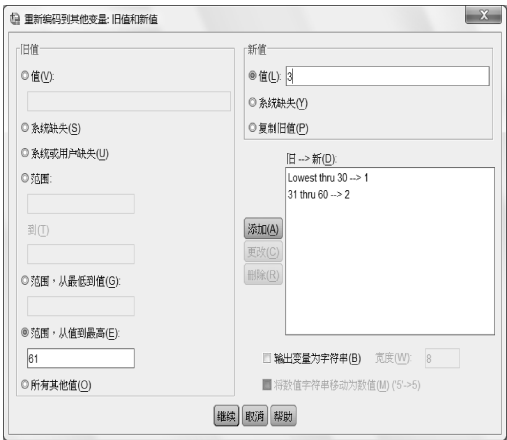 重新编码到其他变量: 旧值和新值
X
旧值
值(V):
系统缺失(S)
系统或用户缺失(U)
范围:
到(T)
范围，从最低到值(G):
范围，从值到最高(E):
61
所有其他值(O)
新值
值(L): 3
系统缺失(Y)
复制旧值(P)
旧 --> 新(D):
Lowest thru 30 --> 1
31 thru 60 --> 2
添加(A)
更改(C)
删除(R)
输出变量为字符串(B) 宽度(W): 8
将数值字符串移动为数值(M) ('5'->5)
继续 取消 帮助